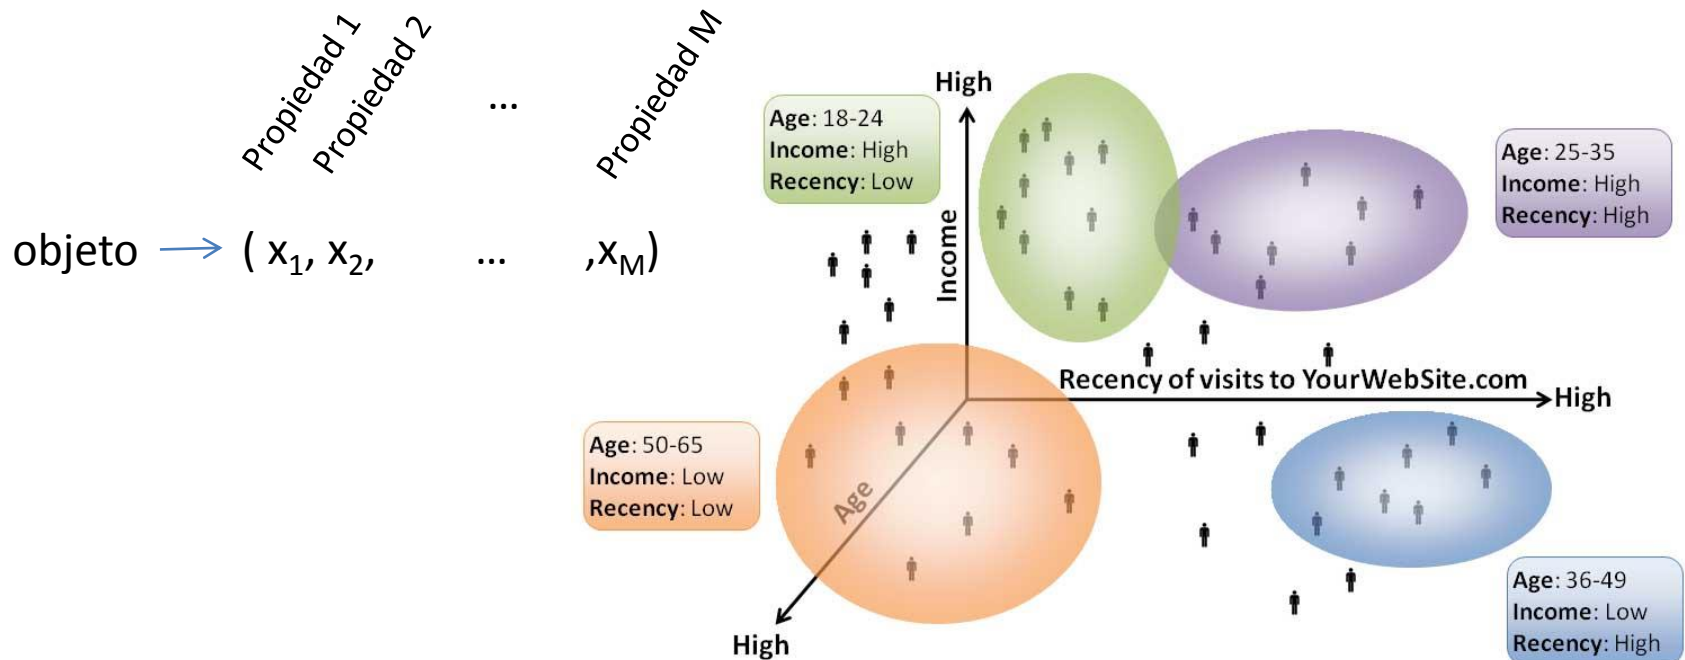 Propiedad 1
Propiedad 2
...
Propiedad M
objeto
( x1, x2,
...
,xM)
High
Age: 18-24
Income: High
Recency: Low
Income
Age: 25-35
Income: High
Recency: High
Recency of visits to YourWebSite.com
High
Age: 50-65
Income: Low
Recency: Low
Age
High
Age: 36-49
Income: Low
Recency: High